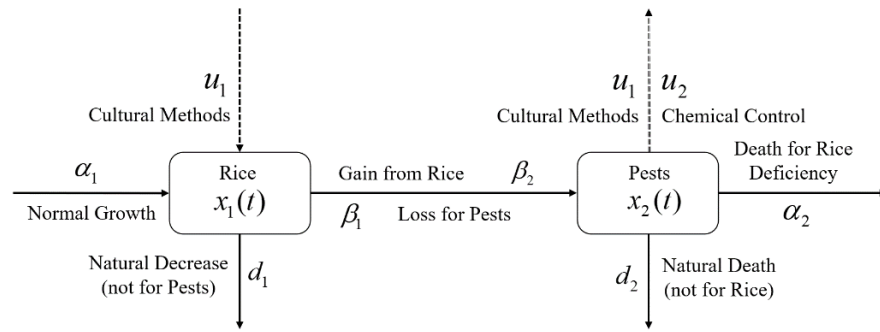 u₁
Cultural Methods
u₁ u₂
Cultural Methods Chemical Control
α₁
Normal Growth
Rice
x₁(t)
Gain from Rice β₂
β₁ Loss for Pests
Pests
x₂(t)
Death for Rice
Deficiency
α₂
Natural Decrease
(not for Pests)
d₁
d₂
Natural Death
(not for Rice)